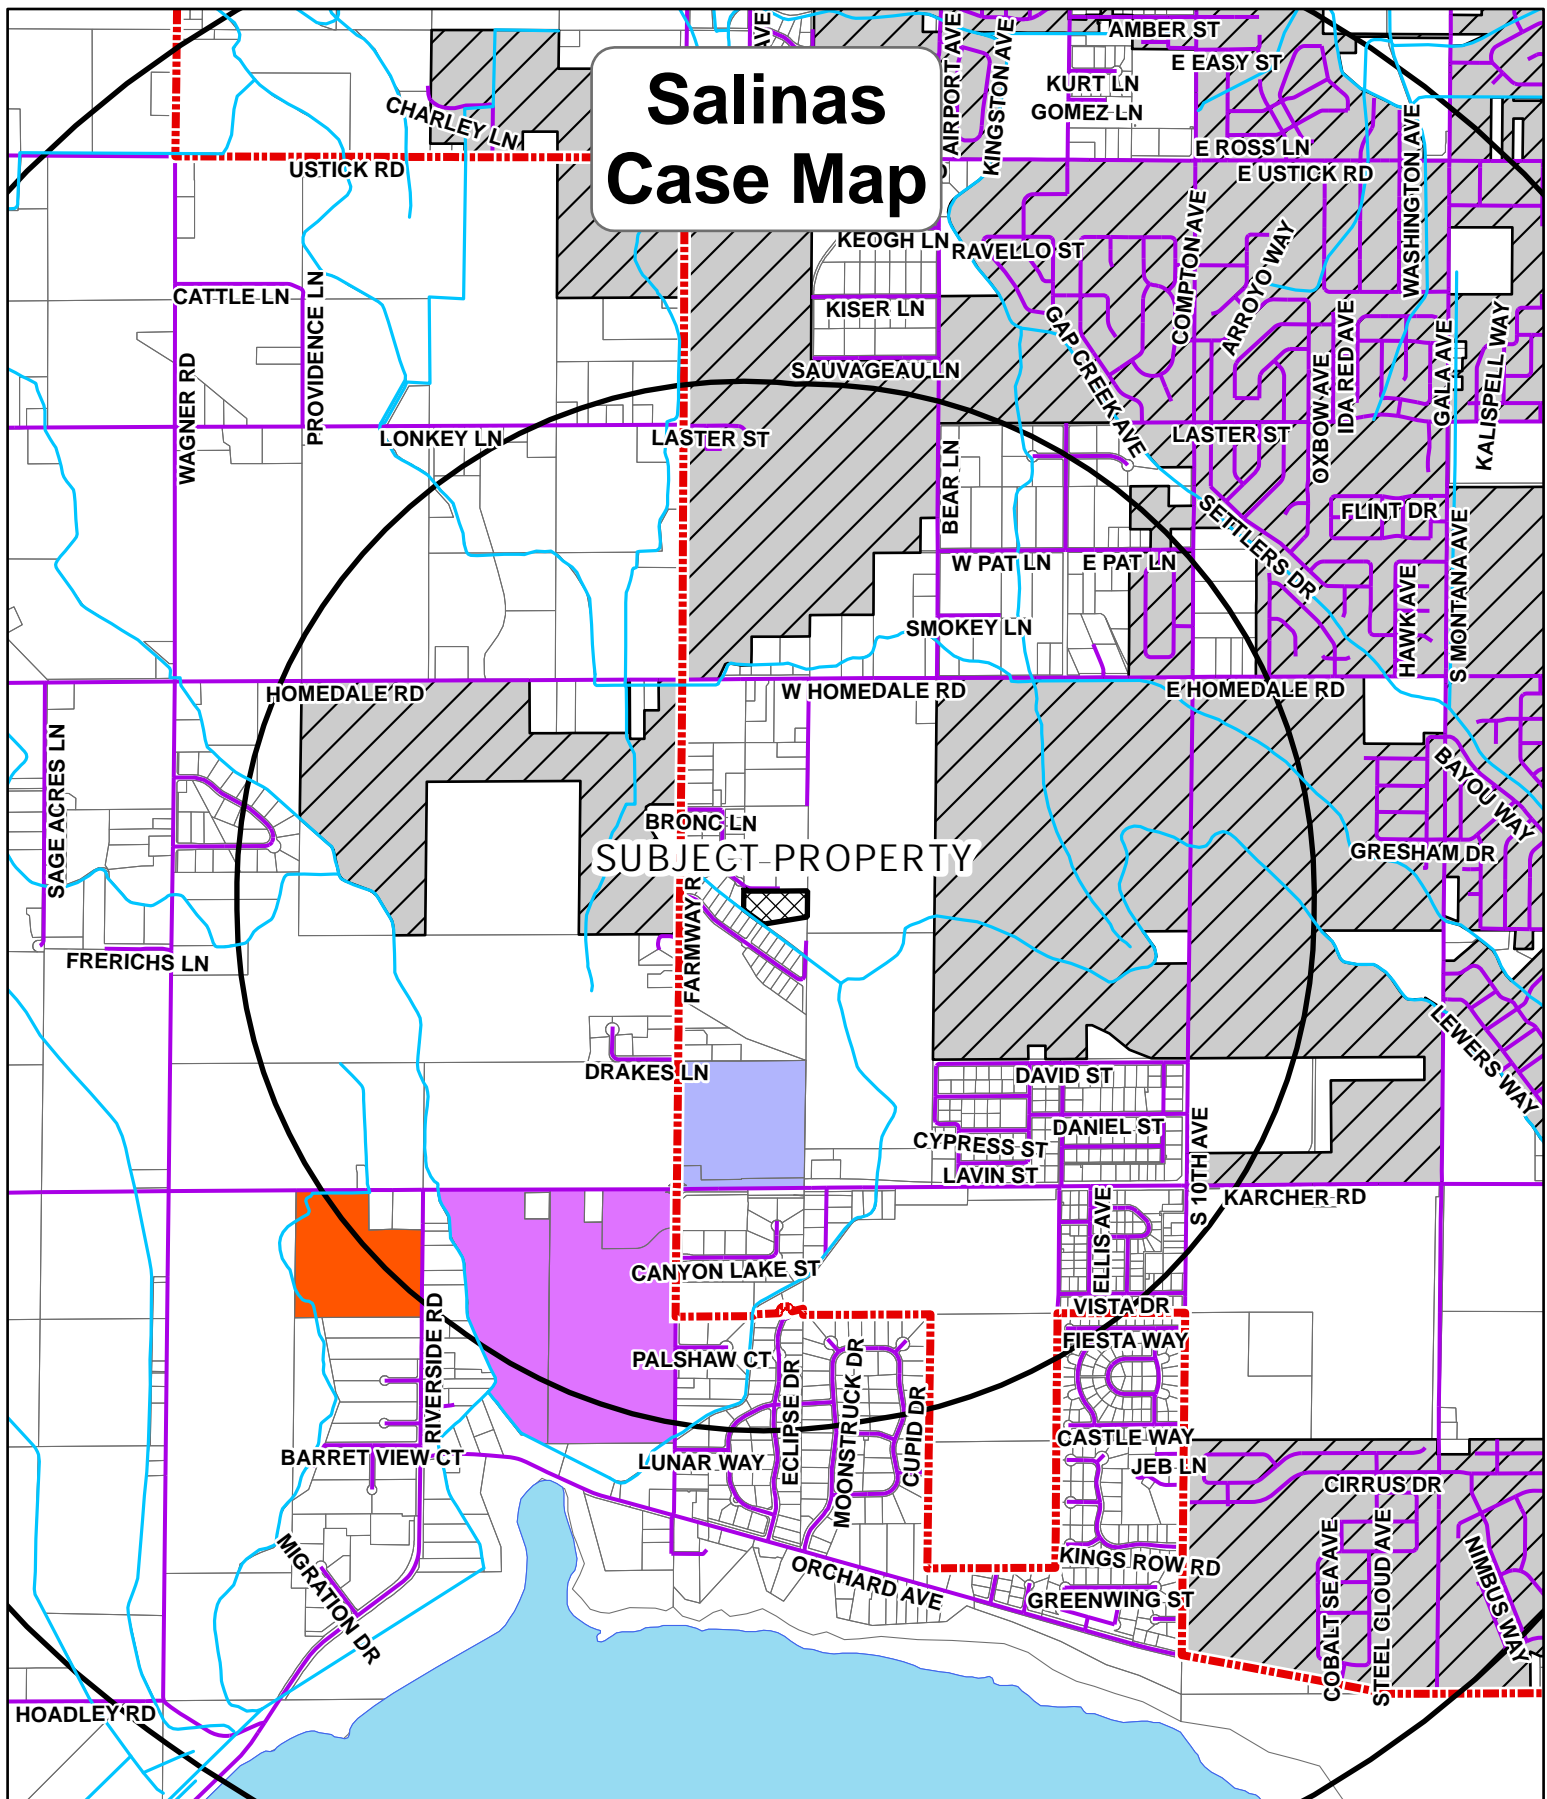 Salinas
Case Map
AVE
AIRPORT AVE
KINGSTON AVE
AMBER ST
E EASY ST
KURT LN
GOMEZ LN
CHARLEY LN
E ROSS LN
WASHINGTON AVE
USTICK RD
E USTICK RD
KEOGH LN
RAVELLO ST
COMPTON AVE
ARROYO WAY
CATTLE LN
PROVIDENCE LN
KISER LN
GAP CREEK AVE
IDA RED AVE
GALA AVE
KALISPELL WAY
WAGNER RD
SAUVAGEAU LN
OXBOW AVE
LONKEY LN
LASTER ST
LASTER ST
BEAR LN
FLINT DR
SETTLERS DR
S MONTANA AVE
W PAT LN
E PAT LN
HAWK AVE
SMOKEY LN
HOMEDALE RD
W HOMEDALE RD
E HOMEDALE RD
SAGE ACRES LN
BAYOU WAY
BRONC LN
SUBJECT PROPERTY
GRESHAM DR
FARMWAY R
FRERICHS LN
LEWERS WAY
DRAKES LN
DAVID ST
DANIEL ST
CYPRESS ST
LAVIN ST
S 10TH AVE
KARCHER RD
ELLIS AVE
CANYON LAKE ST
VISTA DR
RIVERSIDE RD
FIESTA WAY
PALSHAW CT
ECLIPSE DR
MOONSTRUCK DR
CUPID DR
CASTLE WAY
BARRET VIEW CT
LUNAR WAY
JEB LN
CIRRUS DR
MIGRATION DR
ORCHARD AVE
KINGS ROW RD
GREENWING ST
COBALT SEA AVE
STEEL CLOUD AVE
NIMBUS WAY
HOADLEY RD